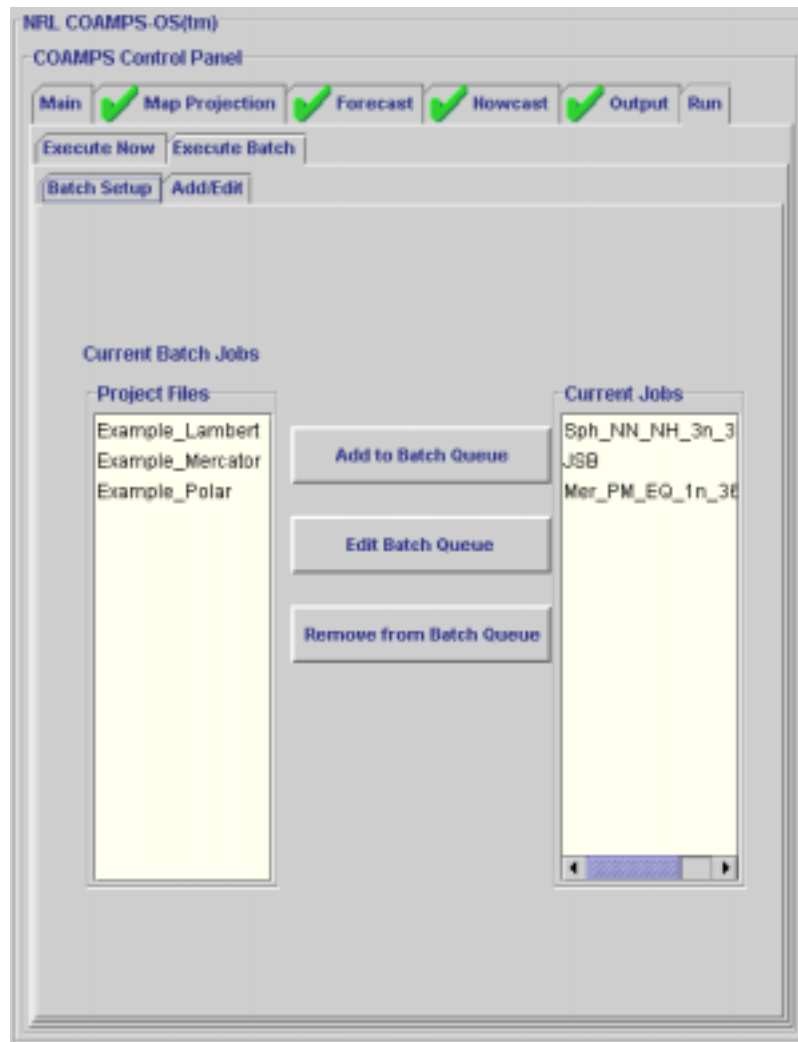 NRL COAMPS-OS(tm)
COAMPS Control Panel
Main Map Projection Forecast Nowcast Output Run
Execute Now Execute Batch
Batch Setup Add/Edit
Current Batch Jobs
Project Files
Example_Lambert
Example_Mercator
Example_Polar
Add to Batch Queue
Edit Batch Queue
Remove from Batch Queue
Current Jobs
Sph_NN_NH_3n_3
JSB
Mer_PM_EQ_1n_36